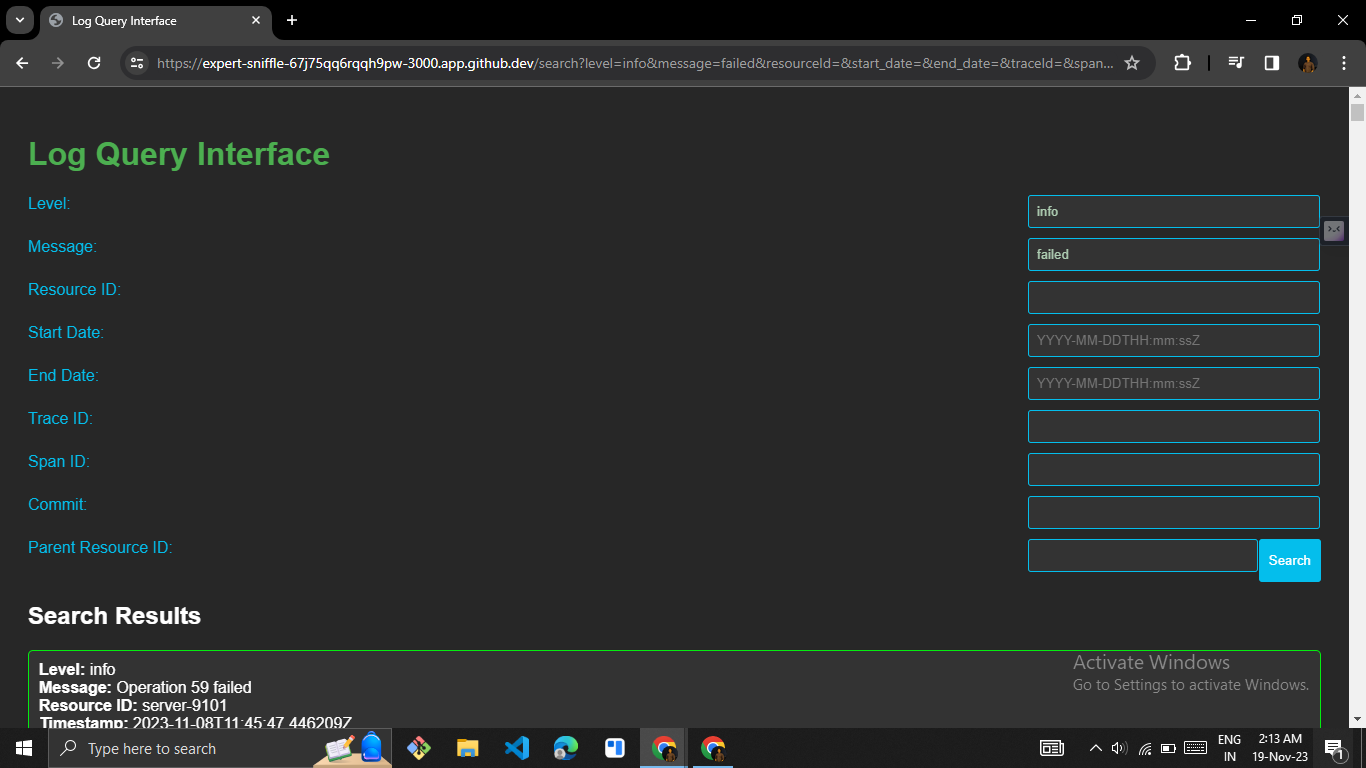 Log Query Interface
https://expert-sniffle-67j75qq6rqqh9pw-3000.app.github.dev/search?level=info&message=failed&resourceId=&start_date=&end_date=&traceId=&span...
Log Query Interface
Level:
info
Message:
failed
Resource ID:
Start Date:
YYYY-MM-DDTHH:mm:ssZ
End Date:
YYYY-MM-DDTHH:mm:ssZ
Trace ID:
Span ID:
Commit:
Parent Resource ID:
Search
Search Results
Level: info
Message: Operation 59 failed
Resource ID: server-9101
Timestamp: 2023-11-08T11:45:47.446209Z
Activate Windows
Go to Settings to activate Windows.
Type here to search
ENG
IN
2:13 AM
19-Nov-23
1